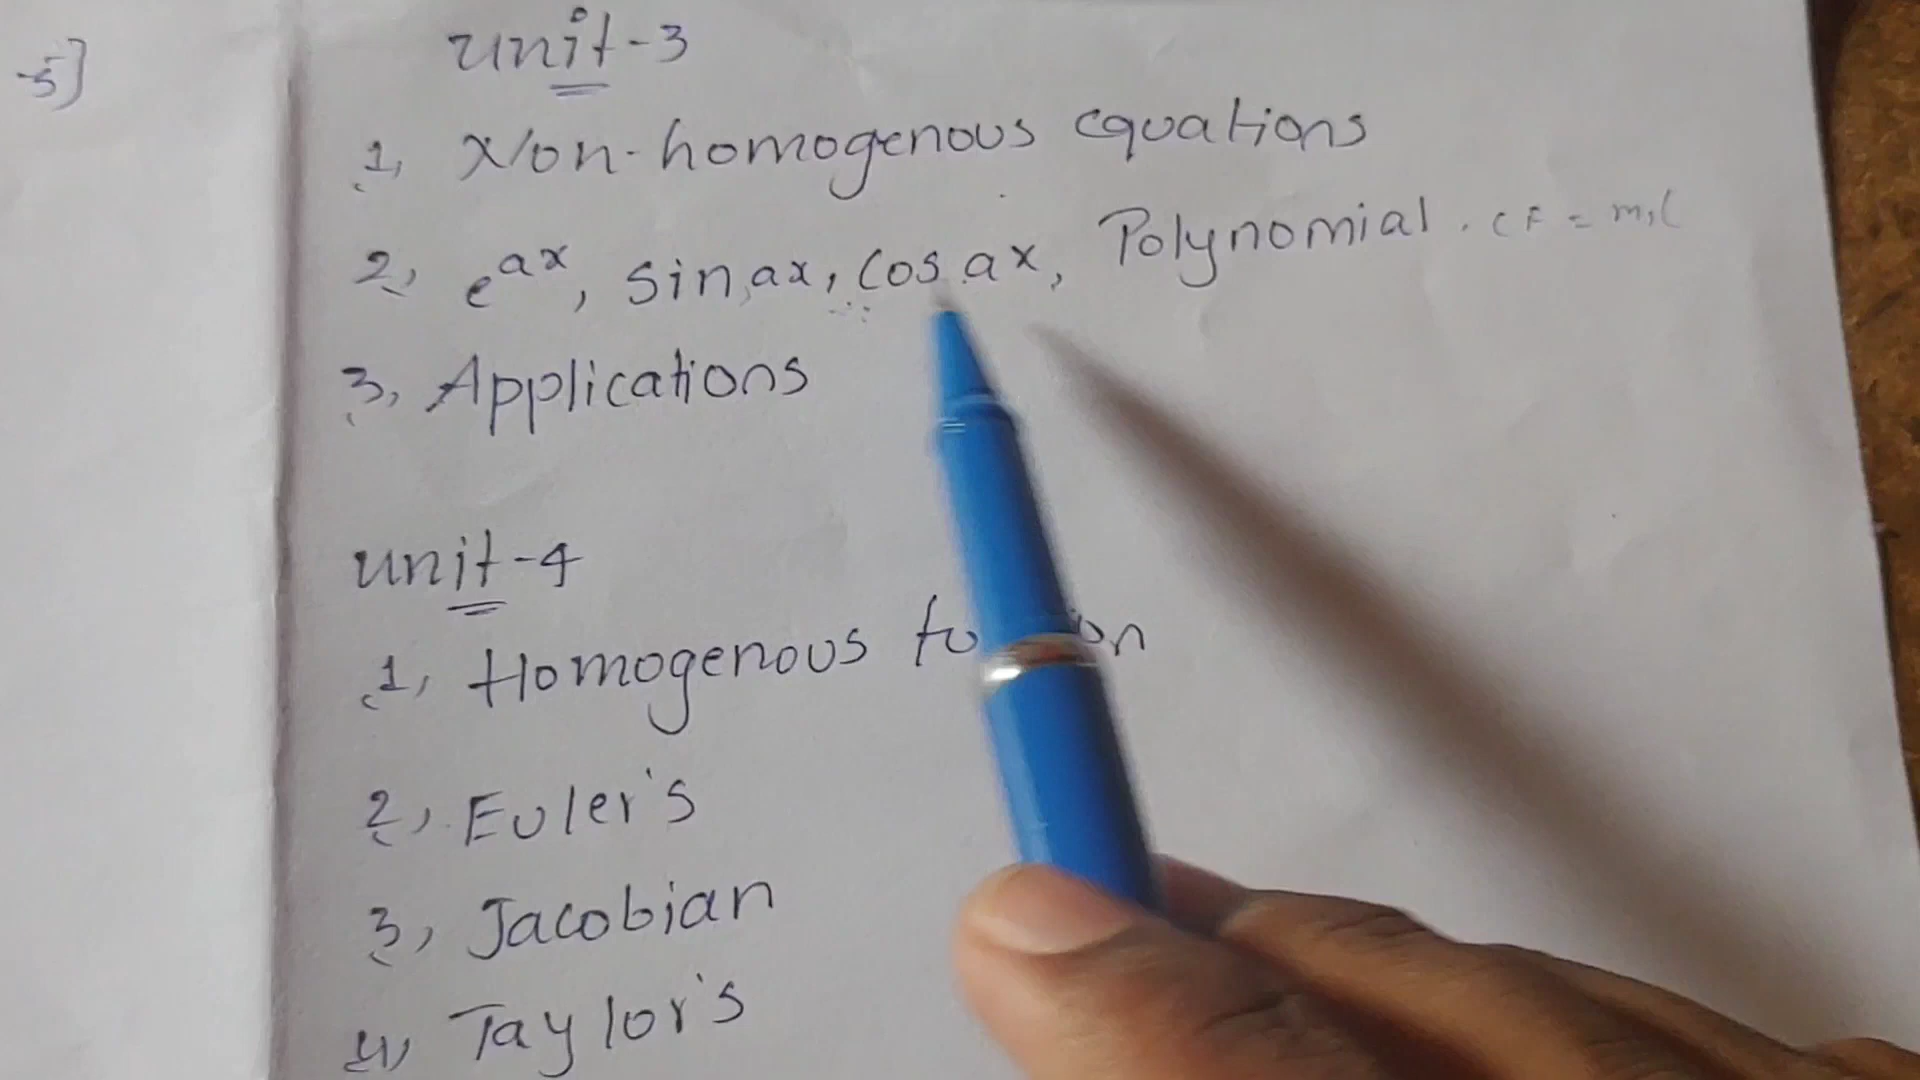 -5]
Unit-3
1, Non-homogenous equations
2, e^ax, sin ax, cos ax, Polynomial. CF = m,C
3, Applications
Unit-4
1, Homogenous
2, Euler's
3, Jacobian
4, Taylor's